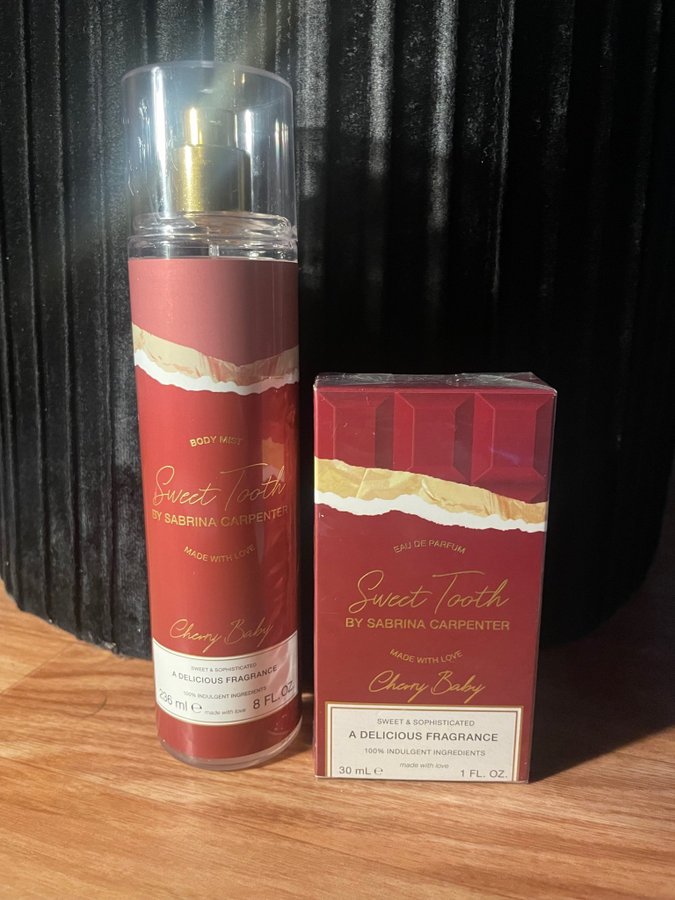 BODY MIST
Sweet Tooth
BY SABRINA CARPENTER
MADE WITH LOVE
Cherry Baby
SWEET & SOPHISTICATED
A DELICIOUS FRAGRANCE
100% INDULGENT INGREDIENTS
236 ml ℮ made with love 8 FL. OZ.
EAU DE PARFUM
Sweet Tooth
BY SABRINA CARPENTER
MADE WITH LOVE
Cherry Baby
SWEET & SOPHISTICATED
A DELICIOUS FRAGRANCE
100% INDULGENT INGREDIENTS
made with love
30 mL ℮ 1 FL. OZ.